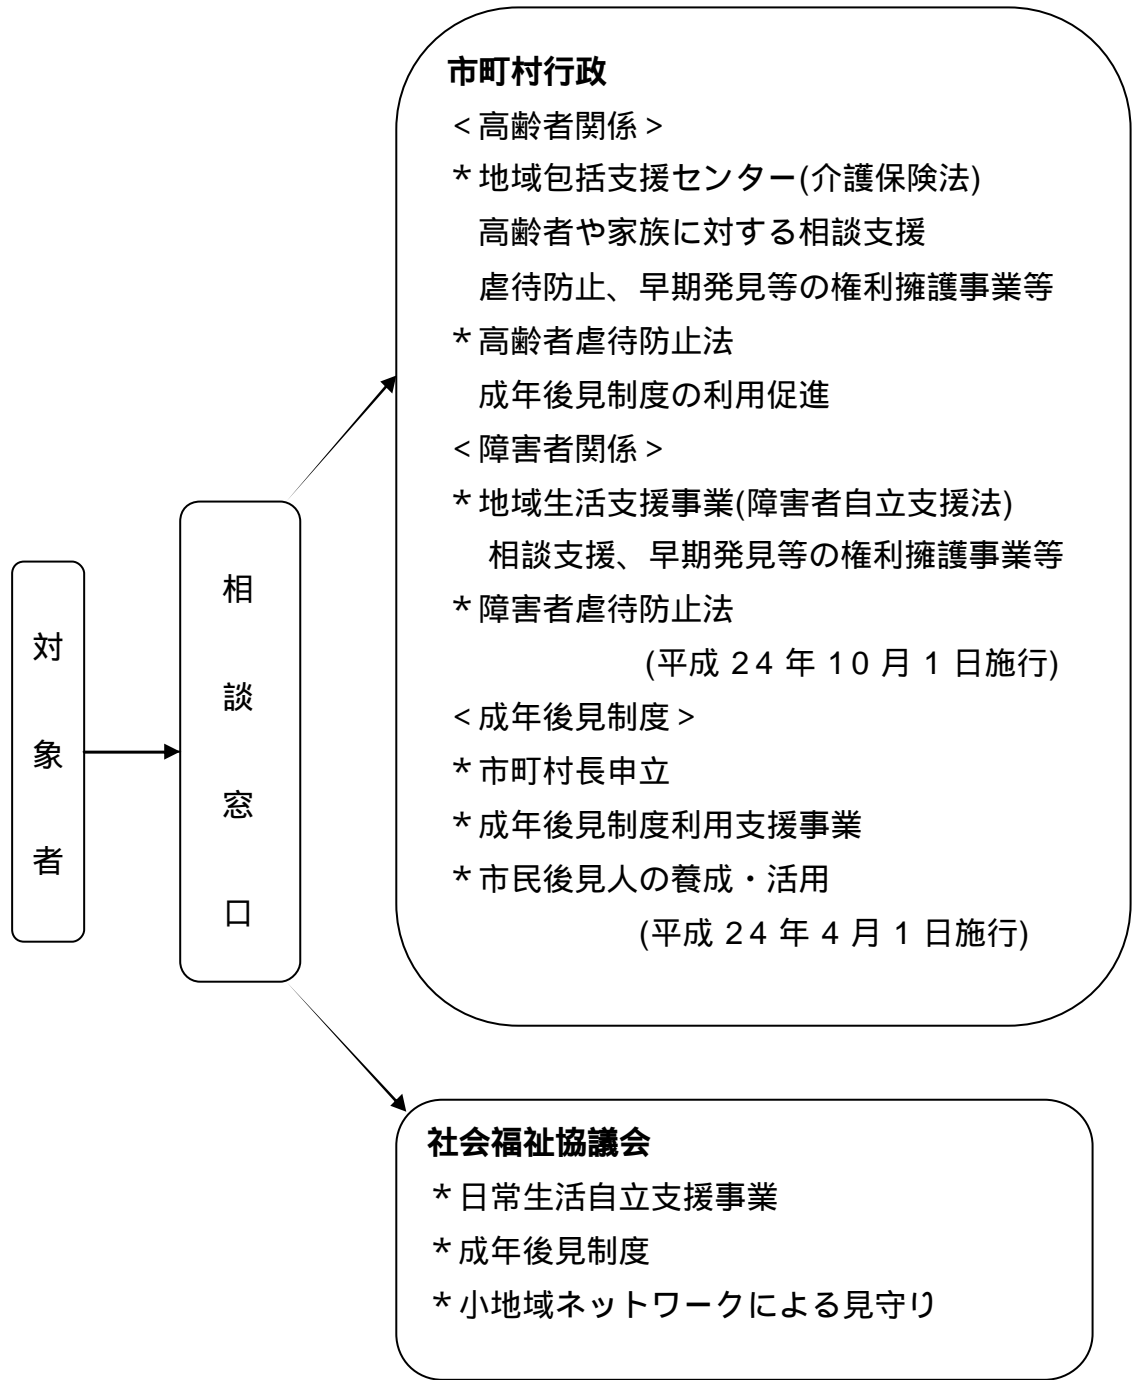 対象者
相談窓口
市町村行政
<高齢者関係>
*地域包括支援センター(介護保険法)
高齢者や家族に対する相談支援
虐待防止、早期発見等の権利擁護事業等
*高齢者虐待防止法
成年後見制度の利用促進
<障害者関係>
*地域生活支援事業(障害者自立支援法)
相談支援、早期発見等の権利擁護事業等
*障害者虐待防止法
(平成 24 年 10 月 1 日施行)
<成年後見制度>
*市町村長申立
*成年後見制度利用支援事業
*市民後見人の養成・活用
(平成 24 年 4 月 1 日施行)
社会福祉協議会
*日常生活自立支援事業
*成年後見制度
*小地域ネットワークによる見守り